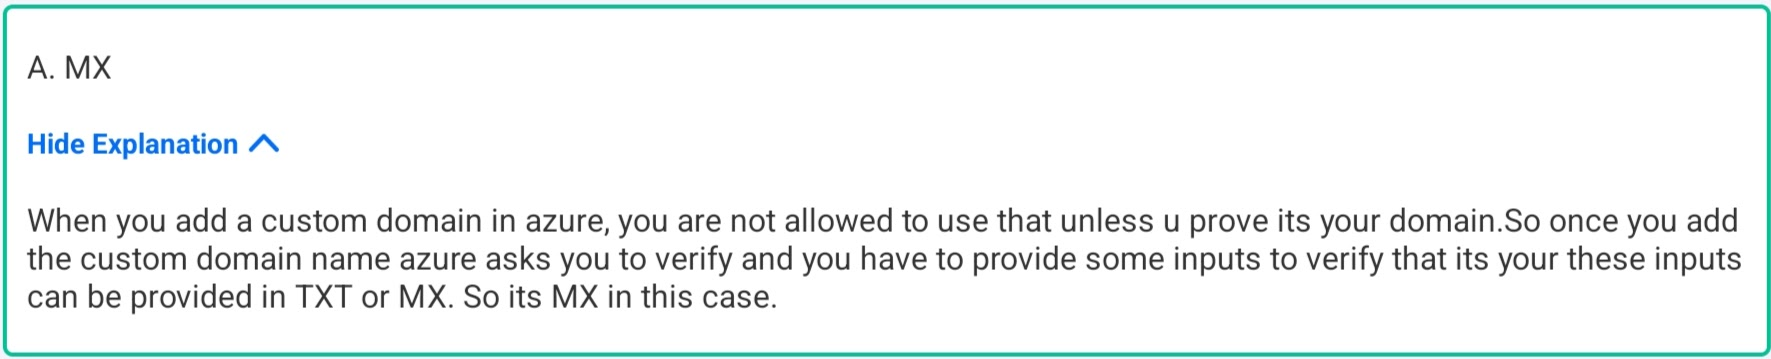 A. MX
Hide Explanation
When you add a custom domain in azure, you are not allowed to use that unless u prove its your domain.So once you add
the custom domain name azure asks you to verify and you have to provide some inputs to verify that its your these inputs
can be provided in TXT or MX. So its MX in this case.